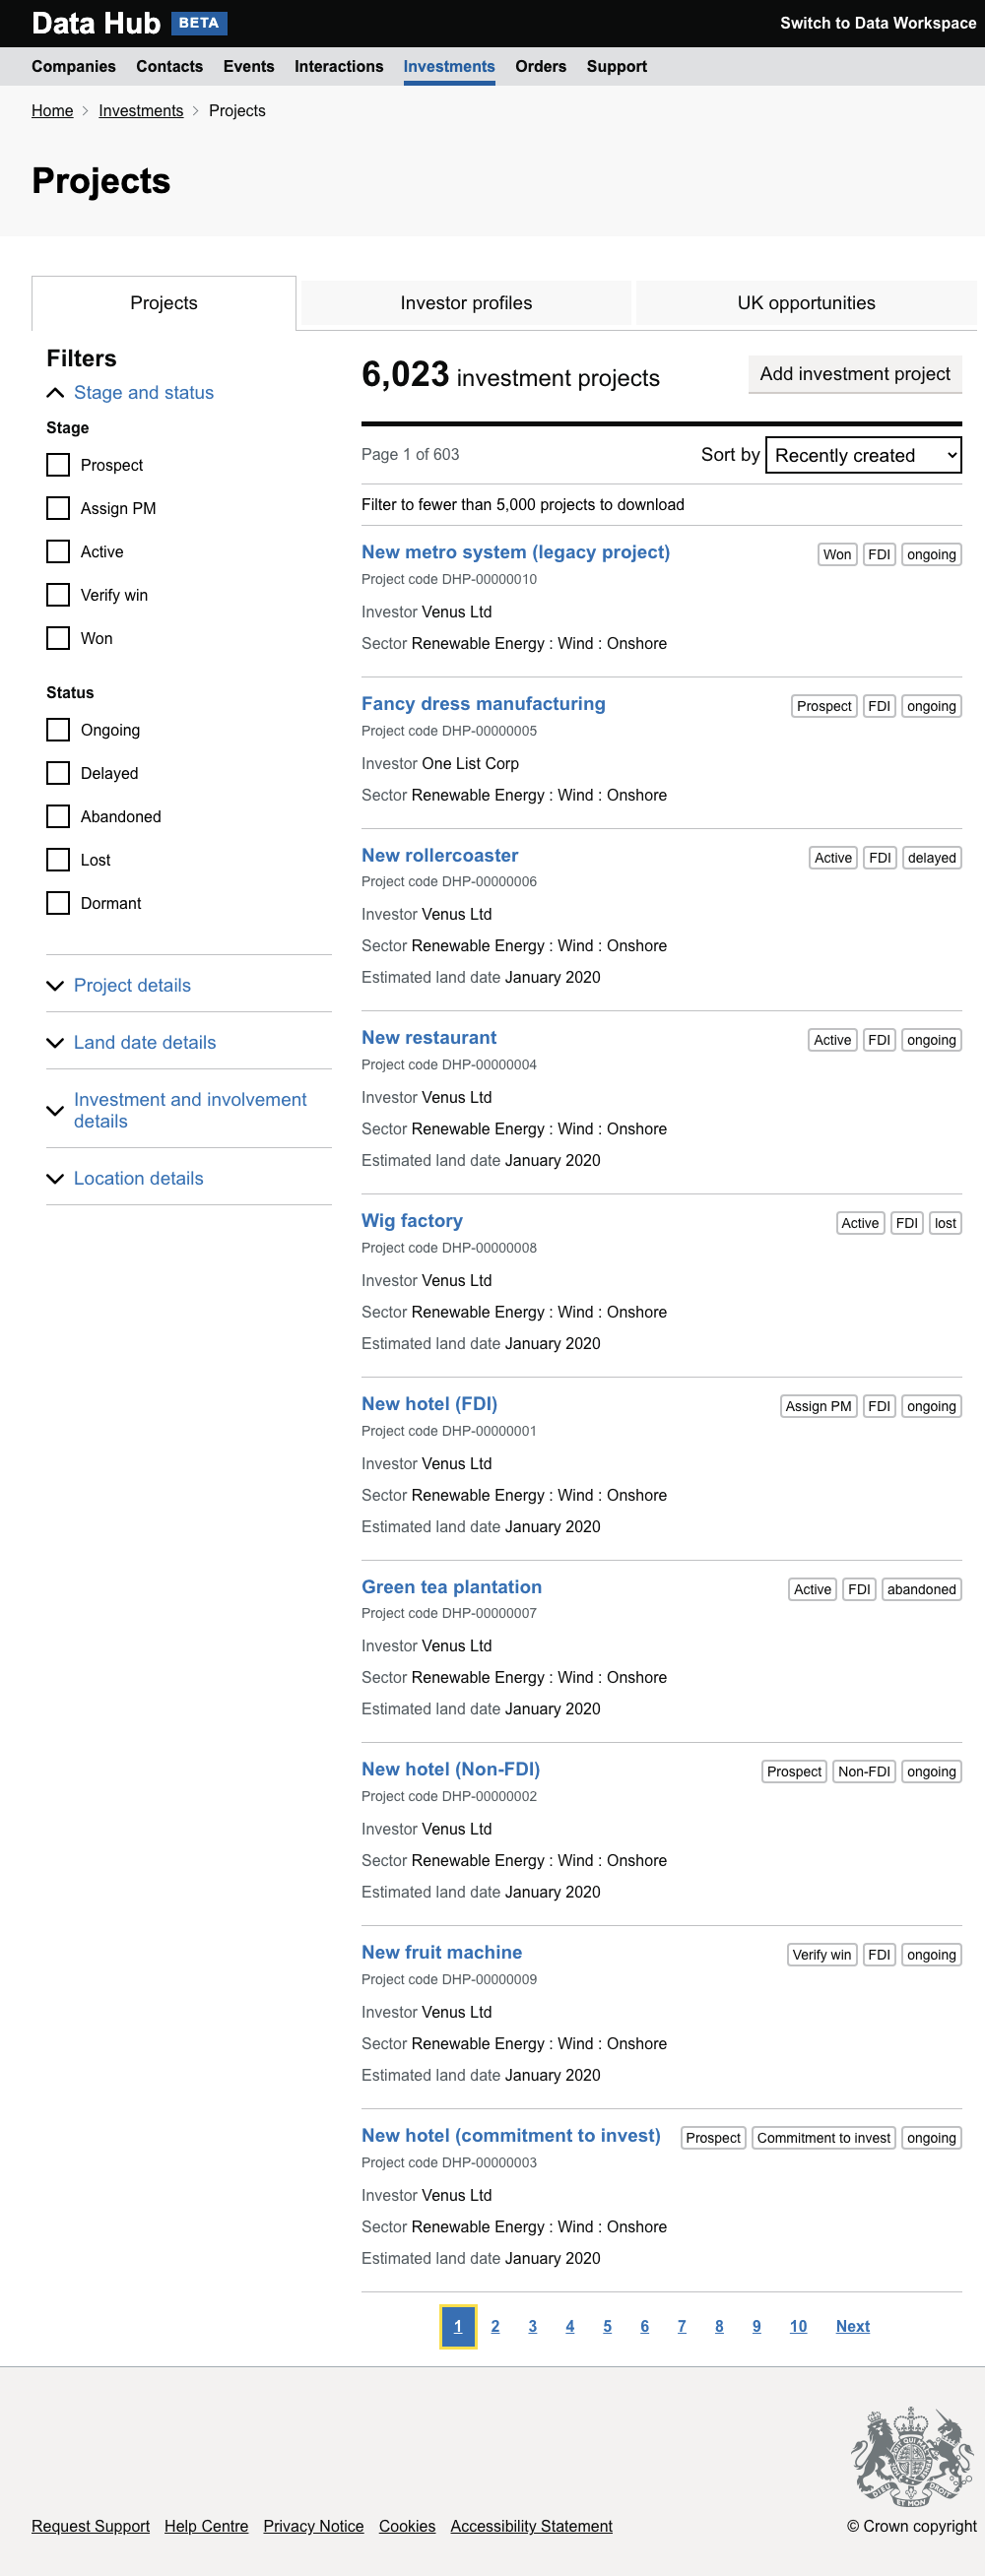 Data Hub BETA
Switch to Data Workspace
Companies Contacts Events Interactions Investments Orders Support
Home Investments Projects
Projects
Projects Investor profiles UK opportunities
Filters
Stage and status
Stage
Prospect
Assign PM
Active
Verify win
Won
Status
Ongoing
Delayed
Abandoned
Lost
Dormant
Project details
Land date details
Investment and involvement
details
Location details
6,023 investment projects
Add investment project
Page 1 of 603
Sort by Recently created
Filter to fewer than 5,000 projects to download
New metro system (legacy project)
Won FDI ongoing
Project code DHP-00000010
Investor Venus Ltd
Sector Renewable Energy : Wind : Onshore
Fancy dress manufacturing
Prospect FDI ongoing
Project code DHP-00000005
Investor One List Corp
Sector Renewable Energy : Wind : Onshore
New rollercoaster
Active FDI delayed
Project code DHP-00000006
Investor Venus Ltd
Sector Renewable Energy : Wind : Onshore
Estimated land date January 2020
New restaurant
Active FDI ongoing
Project code DHP-00000004
Investor Venus Ltd
Sector Renewable Energy : Wind : Onshore
Estimated land date January 2020
Wig factory
Active FDI lost
Project code DHP-00000008
Investor Venus Ltd
Sector Renewable Energy : Wind : Onshore
Estimated land date January 2020
New hotel (FDI)
Assign PM FDI ongoing
Project code DHP-00000001
Investor Venus Ltd
Sector Renewable Energy : Wind : Onshore
Estimated land date January 2020
Green tea plantation
Active FDI abandoned
Project code DHP-00000007
Investor Venus Ltd
Sector Renewable Energy : Wind : Onshore
Estimated land date January 2020
New hotel (Non-FDI)
Prospect Non-FDI ongoing
Project code DHP-00000002
Investor Venus Ltd
Sector Renewable Energy : Wind : Onshore
Estimated land date January 2020
New fruit machine
Verify win FDI ongoing
Project code DHP-00000009
Investor Venus Ltd
Sector Renewable Energy : Wind : Onshore
Estimated land date January 2020
New hotel (commitment to invest)
Prospect Commitment to invest ongoing
Project code DHP-00000003
Investor Venus Ltd
Sector Renewable Energy : Wind : Onshore
Estimated land date January 2020
1 2 3 4 5 6 7 8 9 10 Next
Request Support Help Centre Privacy Notice Cookies Accessibility Statement
© Crown copyright